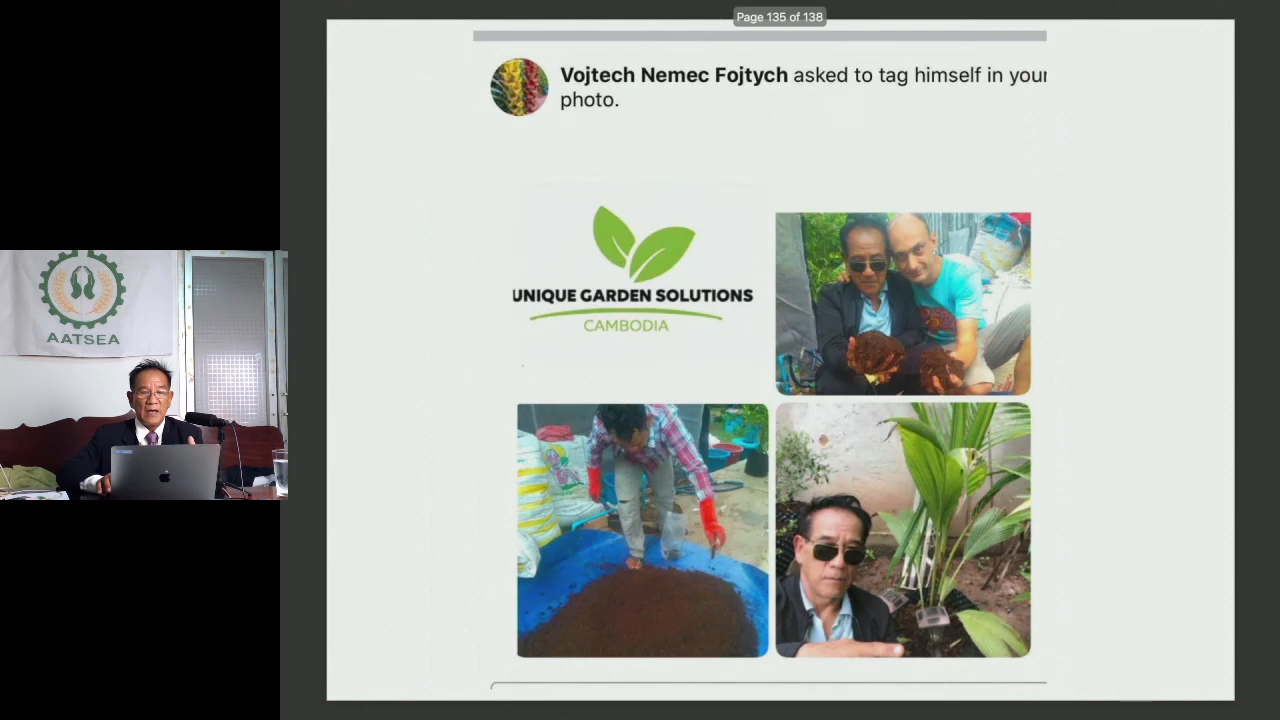 Page 135 of 138
Vojtech Nemec Fojtych asked to tag himself in your
photo.
UNIQUE GARDEN SOLUTIONS
CAMBODIA
AATSEA